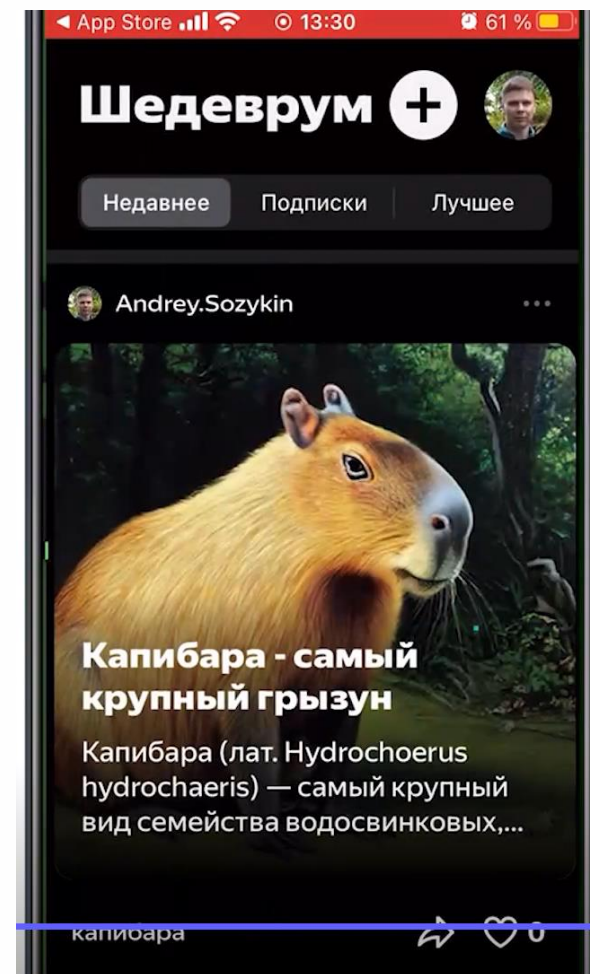 App Store 13:30 61 %
Шедеврум
Недавнее Подписки Лучшее
Andrey.Sozykin
Капибара - самый
крупный грызун
Капибара (лат. Hydrochoerus
hydrochaeris) — самый крупный
вид семейства водосвинковых,...
капибара 0